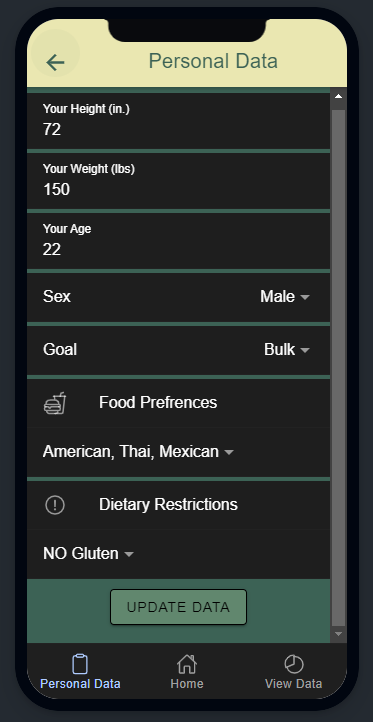 Personal Data
Your Height (in.)
72
Your Weight (lbs)
150
Your Age
22
Sex Male
Goal Bulk
Food Prefrences
American, Thai, Mexican
Dietary Restrictions
NO Gluten
UPDATE DATA
Personal Data Home View Data